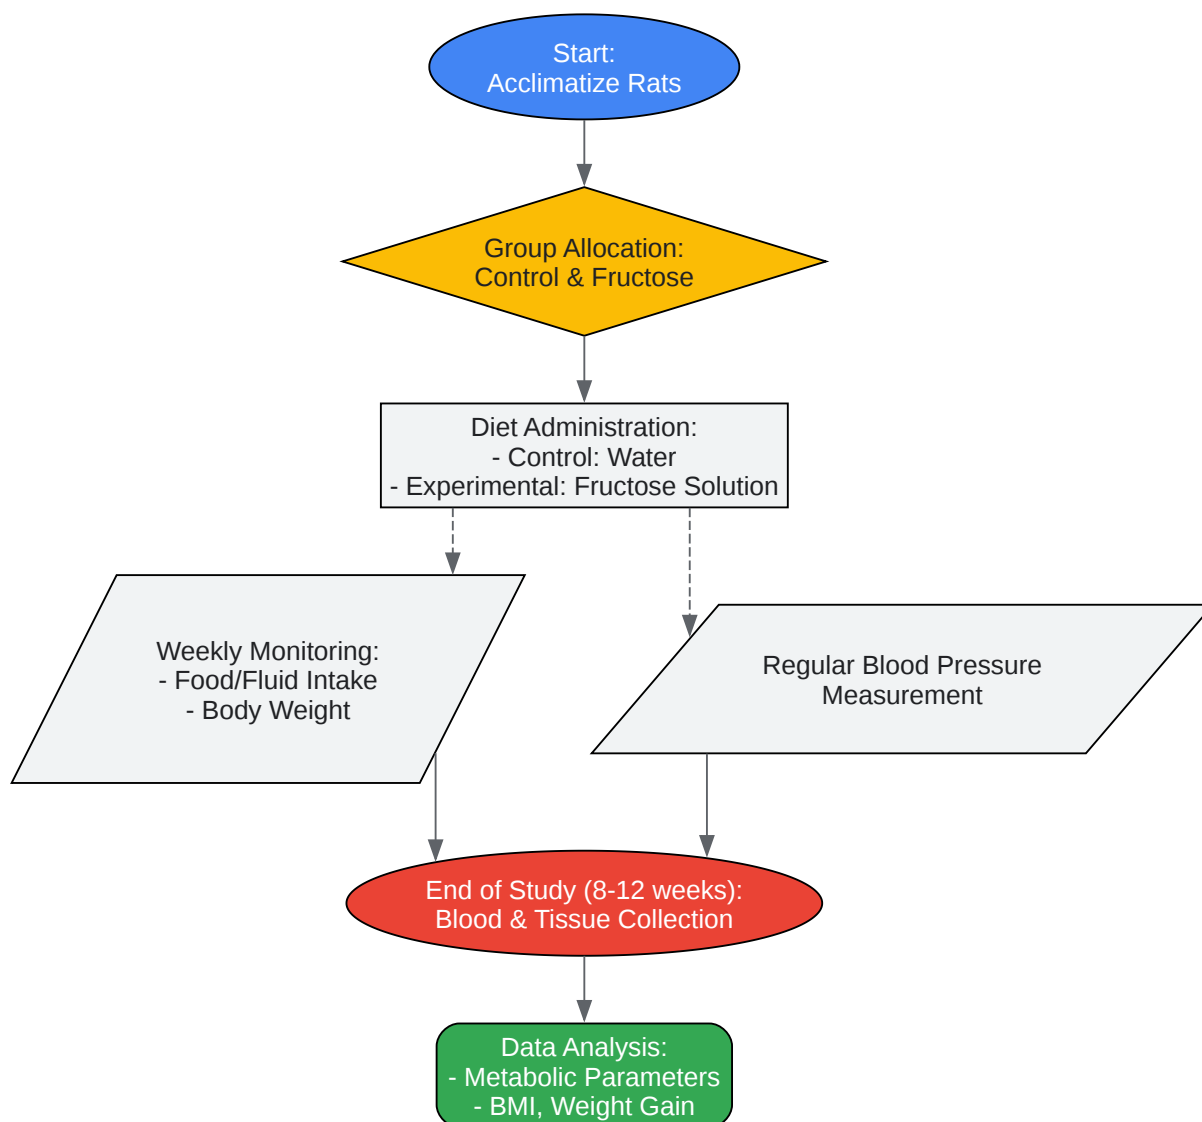 Start:
Acclimatize Rats
Group Allocation:
Control & Fructose
Diet Administration:
- Control: Water
- Experimental: Fructose Solution
Weekly Monitoring:
- Food/Fluid Intake
- Body Weight
Regular Blood Pressure
Measurement
End of Study (8-12 weeks):
Blood & Tissue Collection
Data Analysis:
- Metabolic Parameters
- BMI, Weight Gain